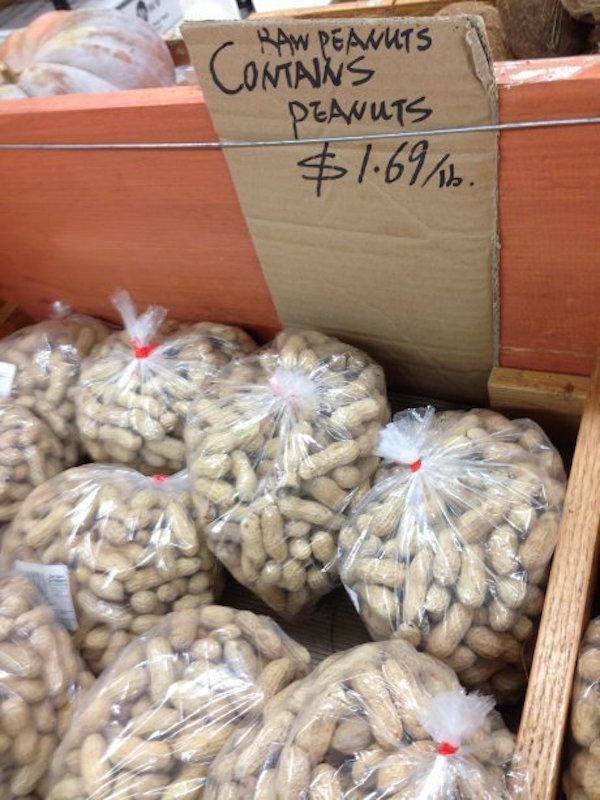 RAW PEANUTS
CONTAINS
PEANUTS
$1.69/lb.